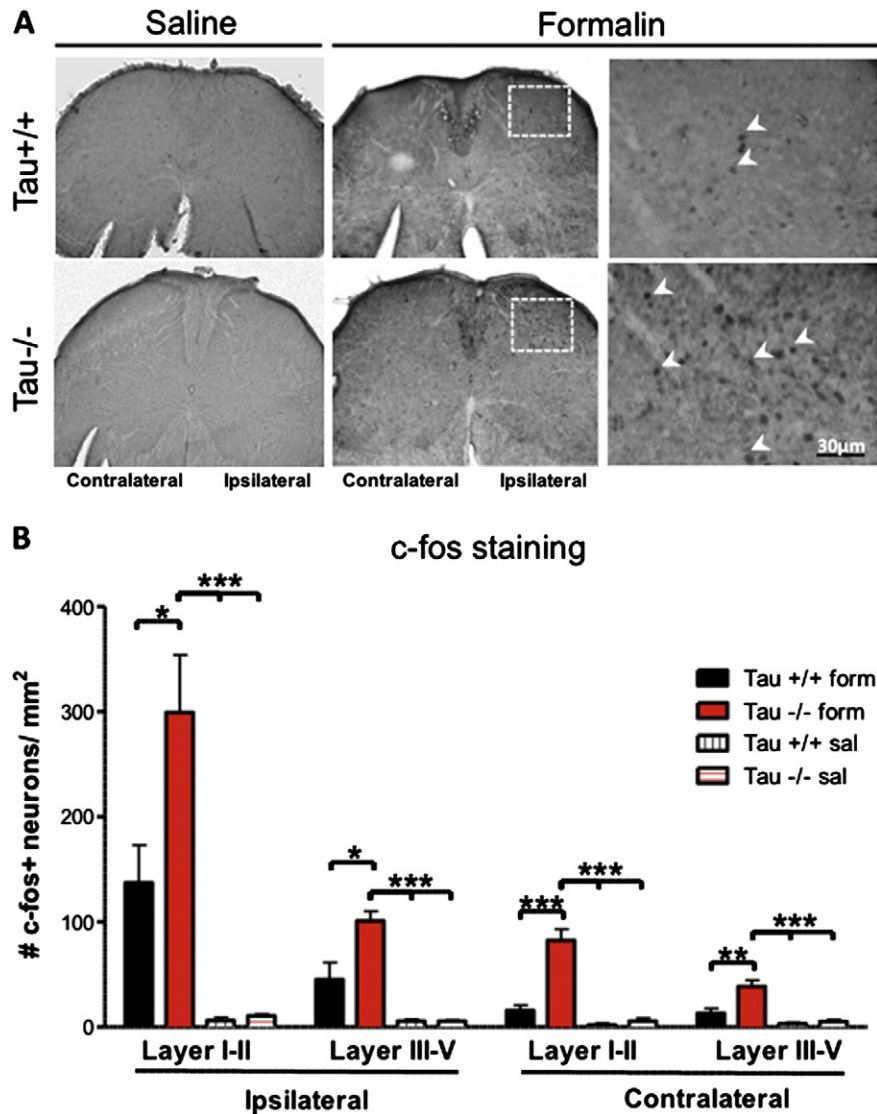 A
Saline
Formalin
Tau+/+
Tau-/-
30µm
Contralateral Ipsilateral Contralateral Ipsilateral
B
c-fos staining
# c-fos+ neurons/ mm²
400
300
200
100
0
* ***
* ***
*** ***
** ***
Tau +/+ form
Tau -/- form
Tau +/+ sal
Tau -/- sal
Layer I-II Layer III-V Layer I-II Layer III-V
Ipsilateral Contralateral